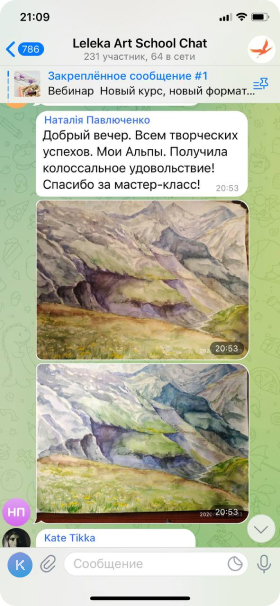 21:09
786
Leleka Art School Chat
231 участник, 64 в сети
Закреплённое сообщение #1
Вебинар Новый курс, новый формат...
Наталія Павлюченко
Добрый вечер. Всем творческих
успехов. Мои Альпы. Получила
колоссальное удовольствие!
Спасибо за мастер-класс!
20:53
20:53
20:53
НП
Kate Tikka
K
Сообщение